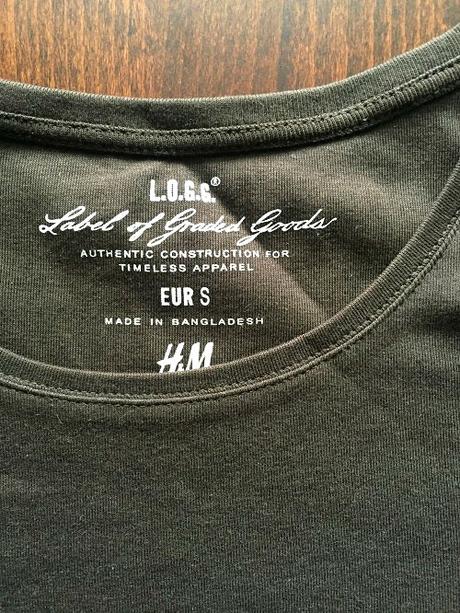 L.O.G.G.®
Label of Graded Goods
AUTHENTIC CONSTRUCTION FOR
TIMELESS APPAREL
EUR S
MADE IN BANGLADESH
H&M